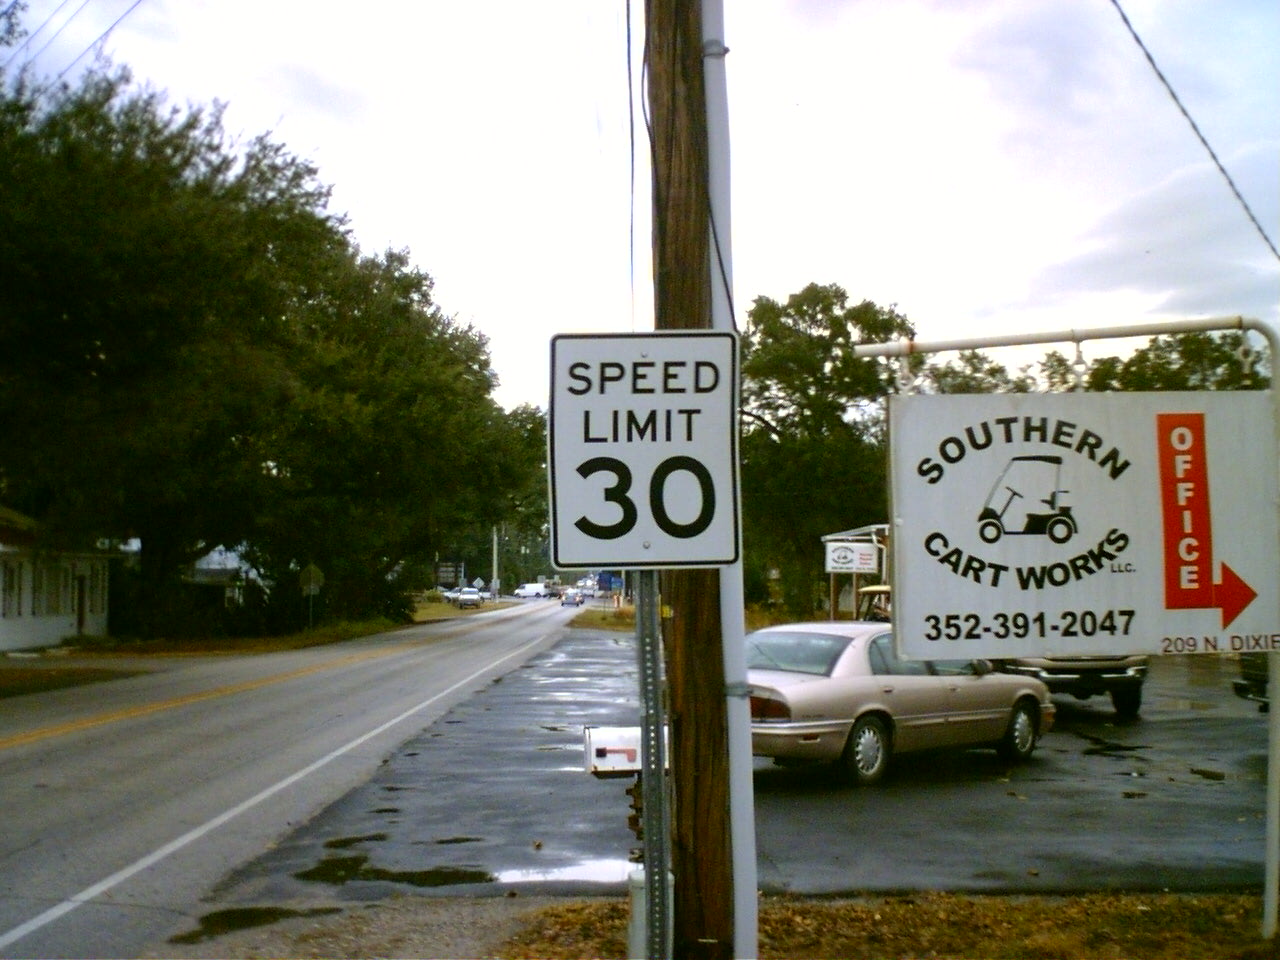 SPEED
LIMIT
30
SOUTHERN
CART WORKS
LLC.
352-391-2047
OFFICE
209 N. DIXIE